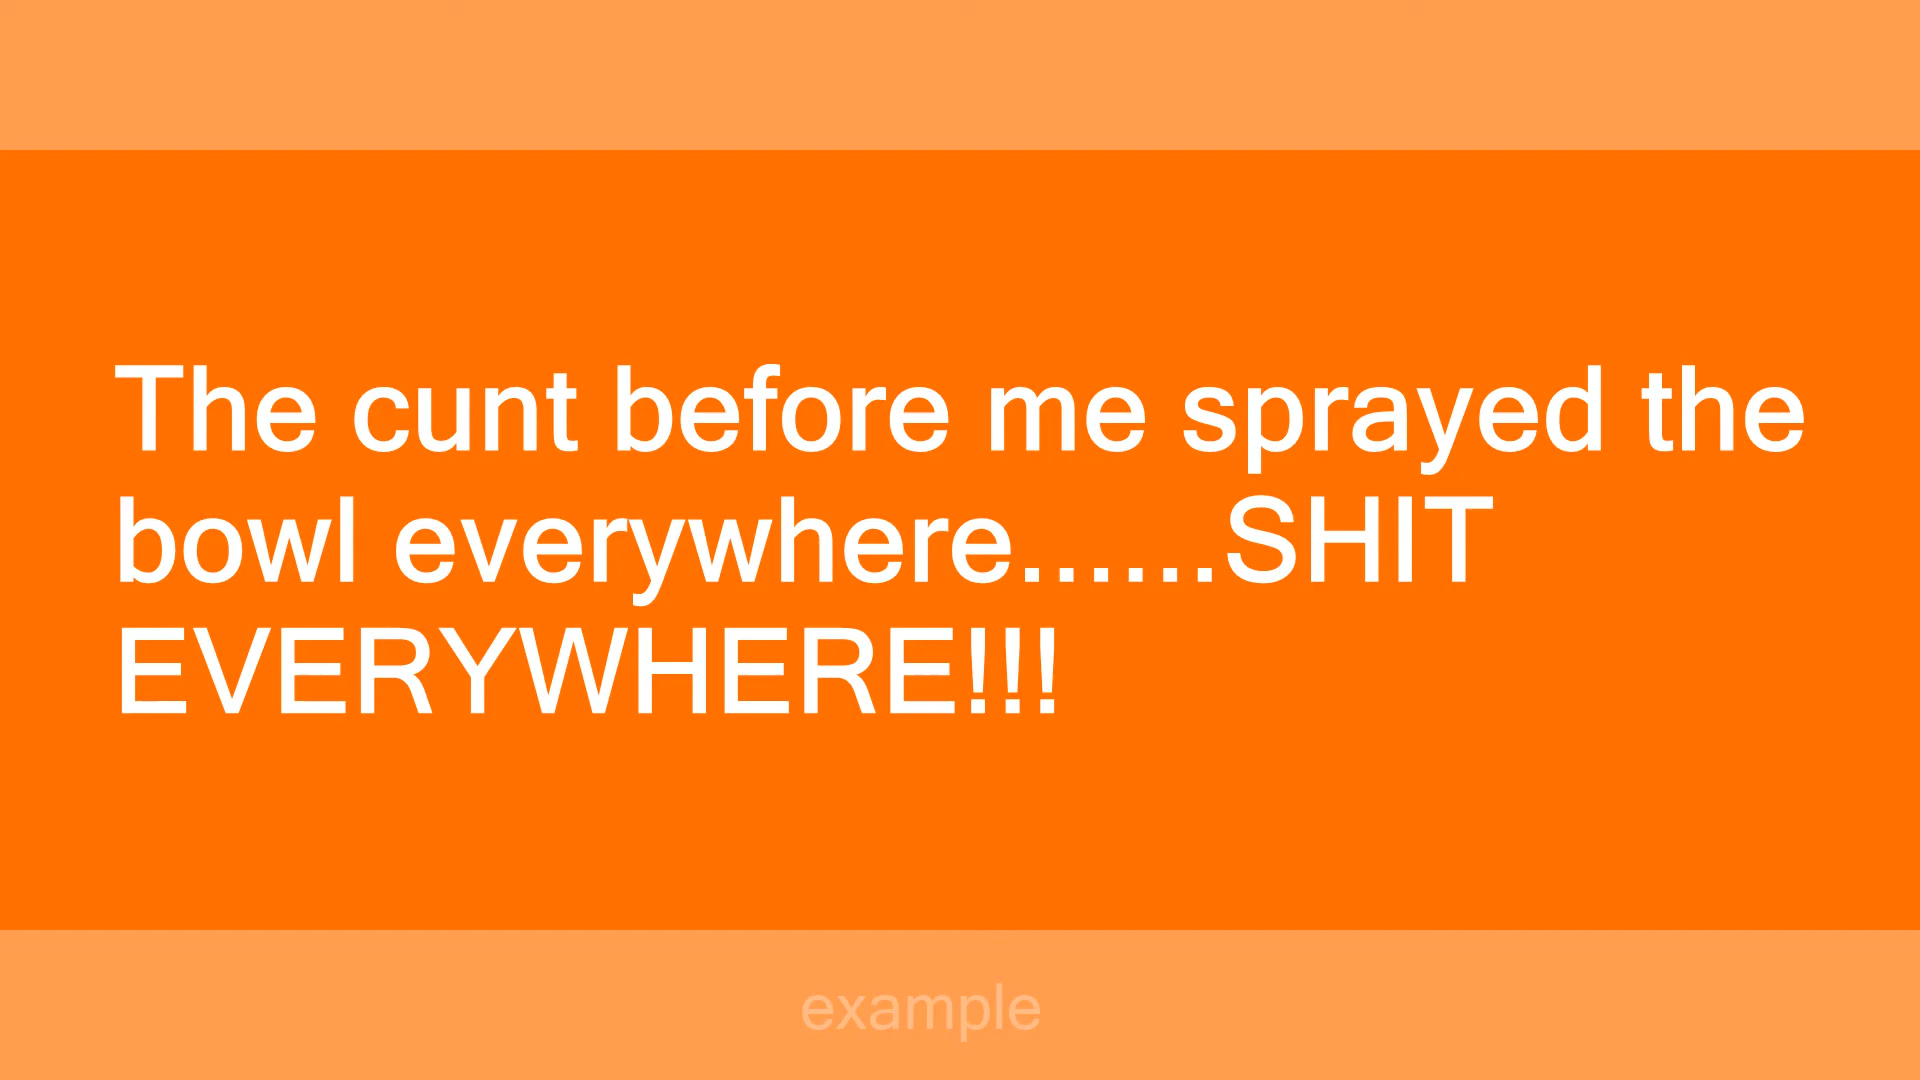 The cunt before me sprayed the
bowl everywhere......SHIT
EVERYWHERE!!!
example